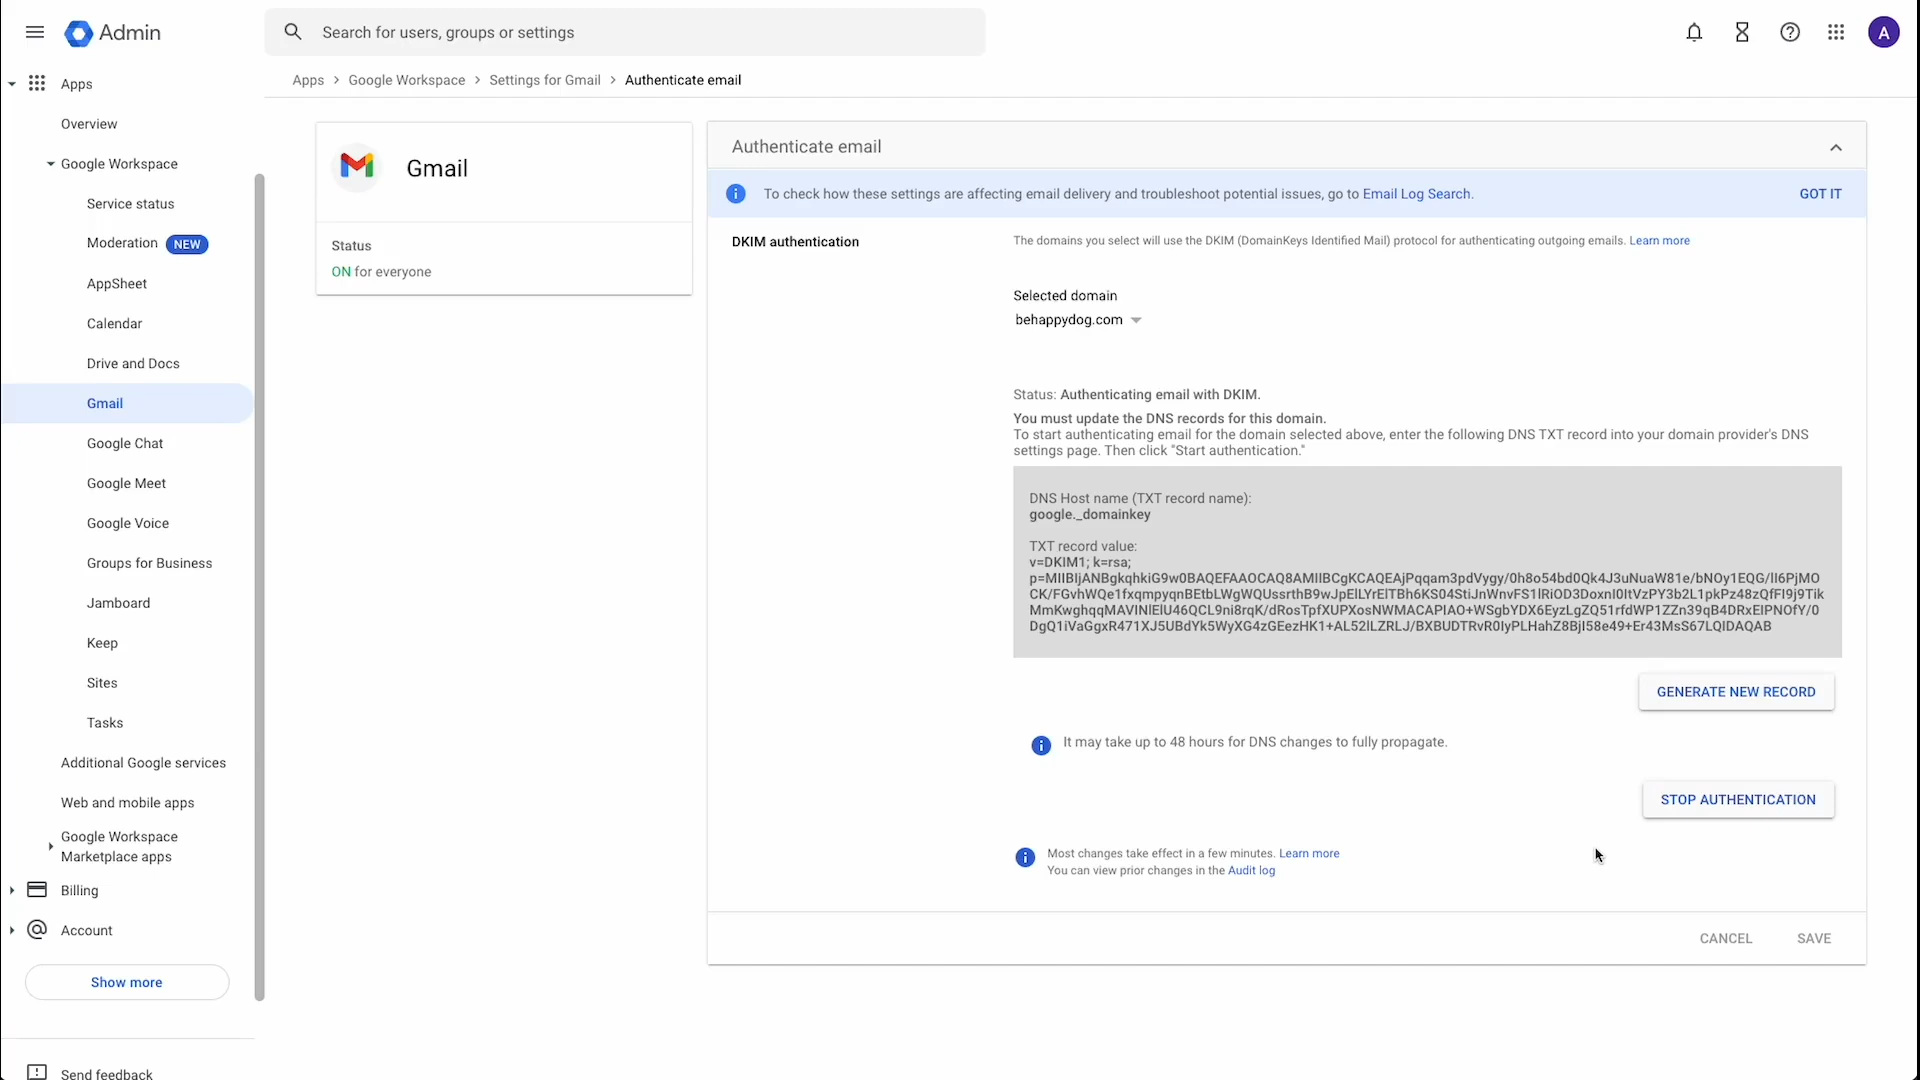 Admin
Search for users, groups or settings
A
Apps
Overview
Google Workspace
Service status
Moderation NEW
AppSheet
Calendar
Drive and Docs
Gmail
Google Chat
Google Meet
Google Voice
Groups for Business
Jamboard
Keep
Sites
Tasks
Additional Google services
Web and mobile apps
Google Workspace
Marketplace apps
Billing
Account
Show more
Send feedback
Apps > Google Workspace > Settings for Gmail > Authenticate email
Gmail
Status
ON for everyone
Authenticate email
To check how these settings are affecting email delivery and troubleshoot potential issues, go to Email Log Search.
GOT IT
DKIM authentication
The domains you select will use the DKIM (DomainKeys Identified Mail) protocol for authenticating outgoing emails. Learn more
Selected domain
behappydog.com
Status: Authenticating email with DKIM.
You must update the DNS records for this domain.
To start authenticating email for the domain selected above, enter the following DNS TXT record into your domain provider's DNS
settings page. Then click "Start authentication."
DNS Host name (TXT record name):
google._domainkey
TXT record value:
v=DKIM1; k=rsa;
GENERATE NEW RECORD
It may take up to 48 hours for DNS changes to fully propagate.
STOP AUTHENTICATION
Most changes take effect in a few minutes. Learn more
You can view prior changes in the Audit log
CANCEL
SAVE